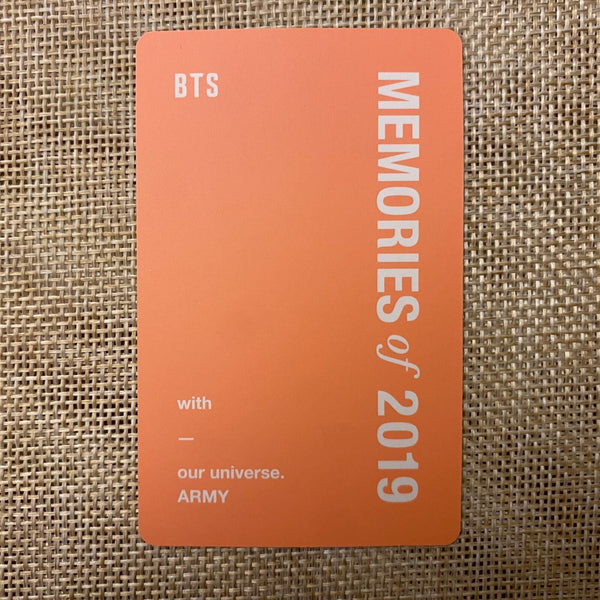 BTS
MEMORIES of 2019
with
—
our universe.
ARMY